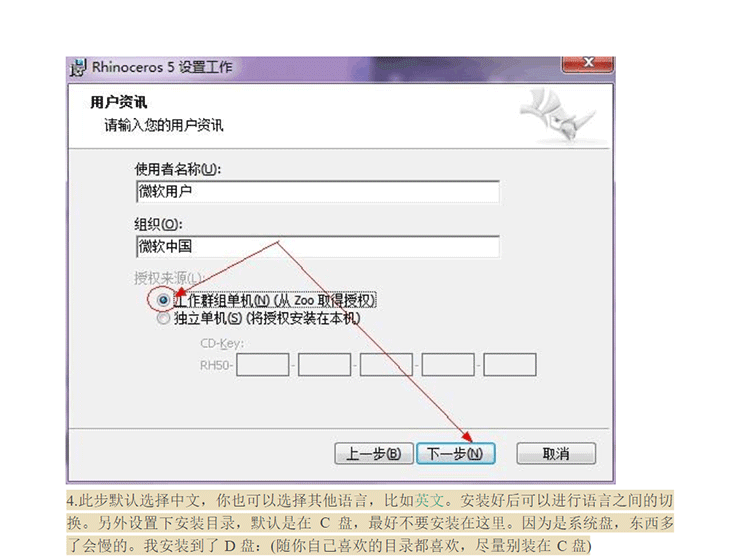 Rhinoceros 5 设置工作
用户资讯
请输入您的用户资讯
使用者名称(U):
微软用户
组织(O):
微软中国
授权来源(L):
工作群组单机(N) (从 Zoo 取得授权)
独立单机(S) (将授权安装在本机)
CD-Key:
RH50- - - - -
上一步(B) 下一步(N) 取消
4.此步默认选择中文，你也可以选择其他语言，比如英文。安装好后可以进行语言之间的切
换。另外设置下安装目录，默认是在 C 盘，最好不要安装在这里。因为是系统盘，东西多
了会慢的。我安装到了 D 盘：(随你自己喜欢的目录都喜欢，尽量别装在 C 盘)